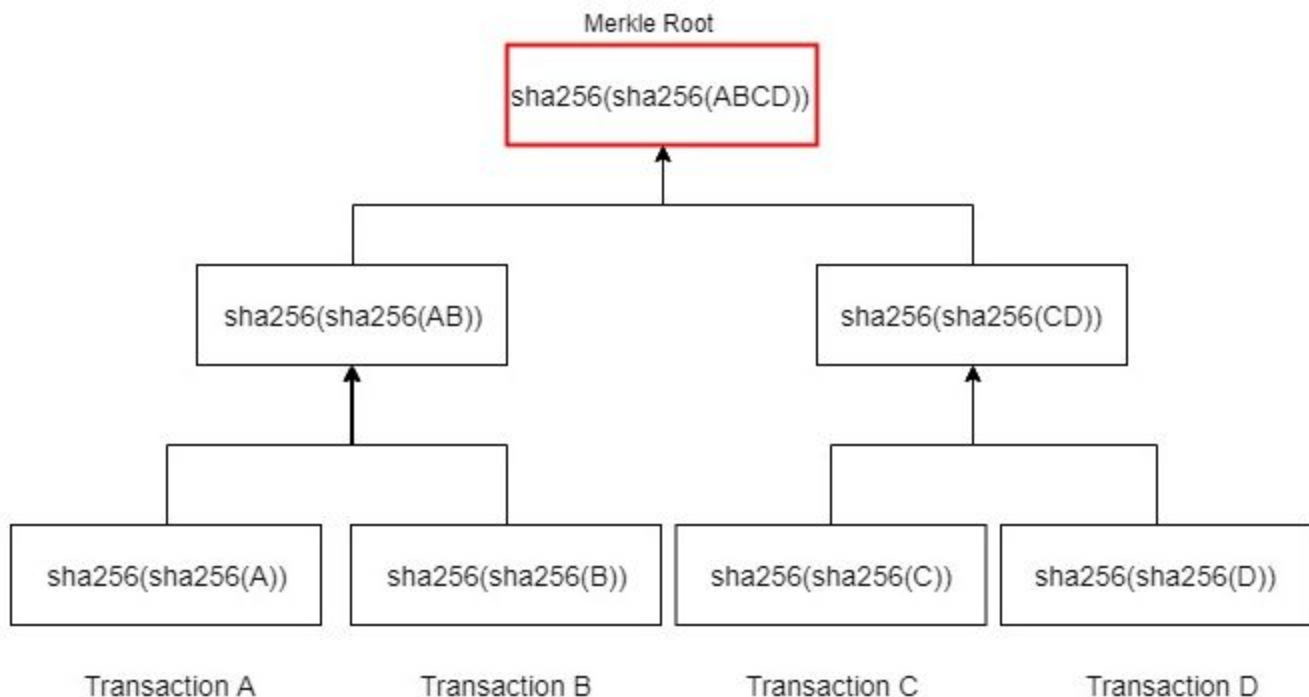 Merkle Root
sha256(sha256(ABCD))
sha256(sha256(AB))
sha256(sha256(CD))
sha256(sha256(A))
sha256(sha256(B))
sha256(sha256(C))
sha256(sha256(D))
Transaction A
Transaction B
Transaction C
Transaction D